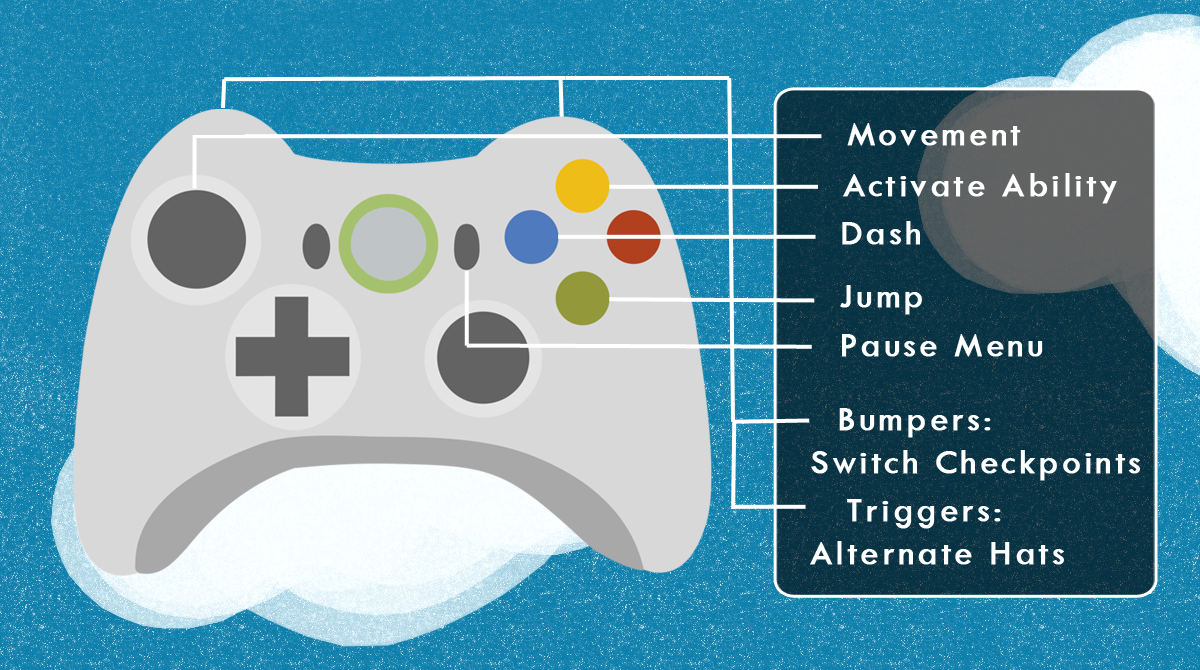 Movement
Activate Ability
Dash
Jump
Pause Menu
Bumpers:
Switch Checkpoints
Triggers:
Alternate Hats